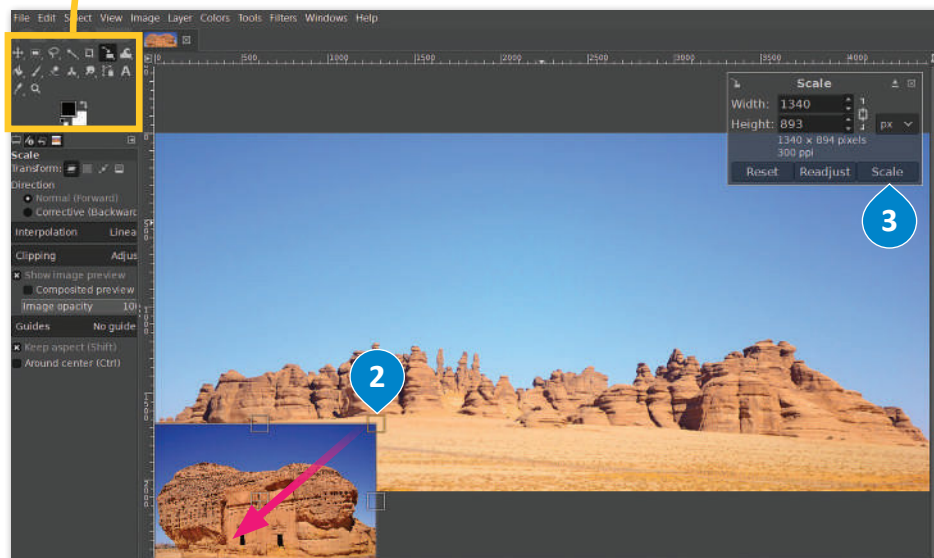 File Edit Select View Image Layer Colors Tools Filters Windows Help
0 500 1000 1500 2000 2500 3000 3500 4000
Scale
Width: 1340
Height: 893
px
1340 × 894 pixels
300 ppi
Reset Readjust Scale
3
2
Scale
Transform:
Direction
Normal (Forward)
Corrective (Backward
Interpolation Linea
Clipping Adjus
Show image preview
Composited preview
Image opacity 10
Guides No guide
Keep aspect (Shift)
Around center (Ctrl)